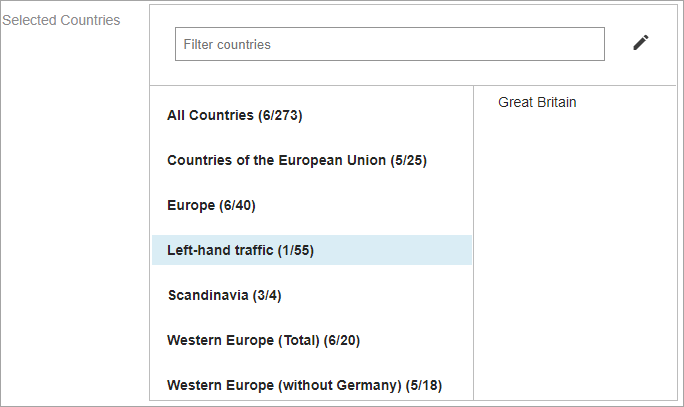 Selected Countries
Filter countries
All Countries (6/273)
Great Britain
Countries of the European Union (5/25)
Europe (6/40)
Left-hand traffic (1/55)
Scandinavia (3/4)
Western Europe (Total) (6/20)
Western Europe (without Germany) (5/18)